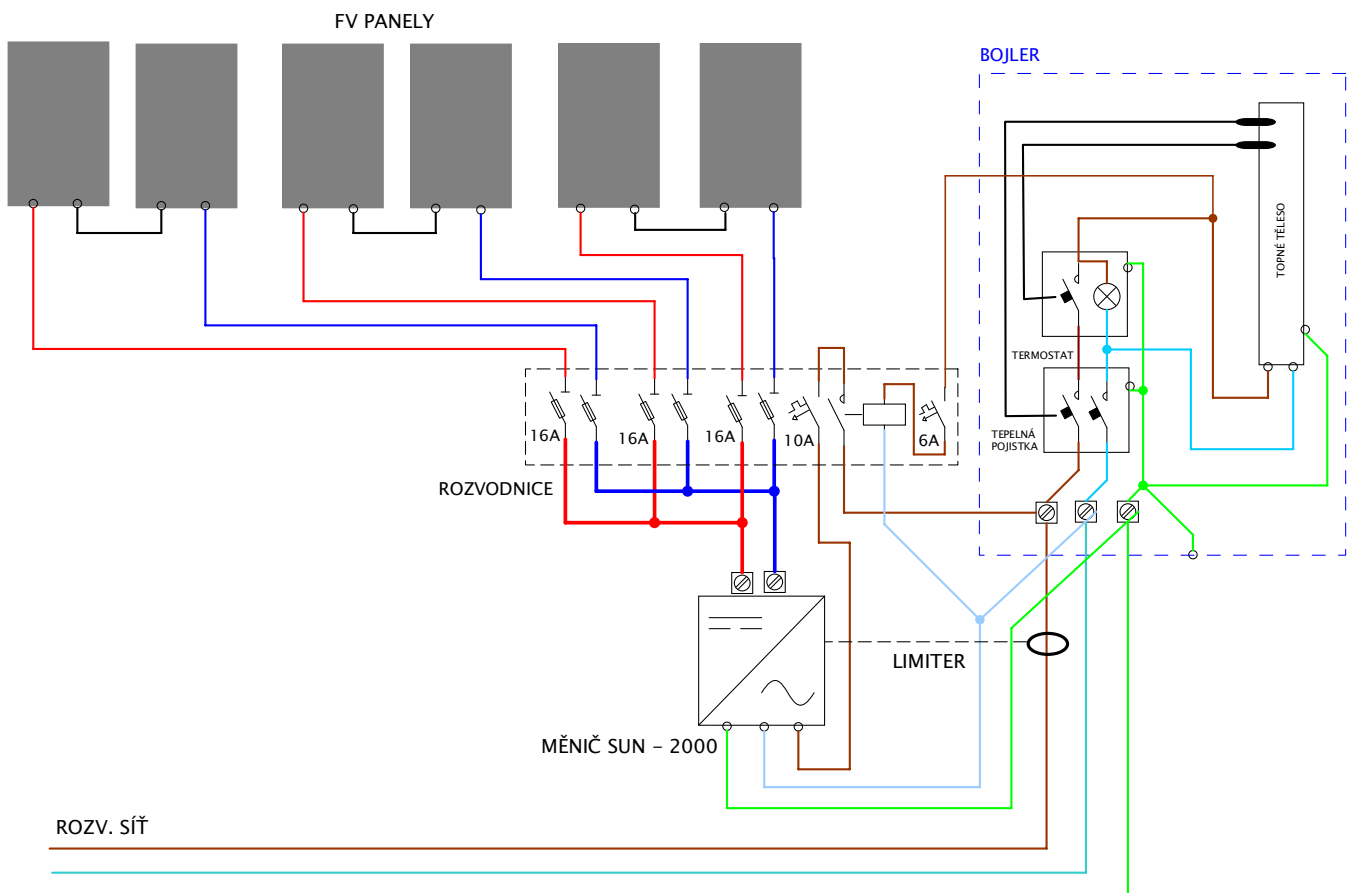 FV PANELY
BOJLER
TOPNÉ TĚLESO
TERMOSTAT
TEPELNÁ
POJISTKA
16A
16A
16A
10A
6A
ROZVODNICE
LIMITER
MĚNIČ SUN - 2000
ROZV. SÍŤ